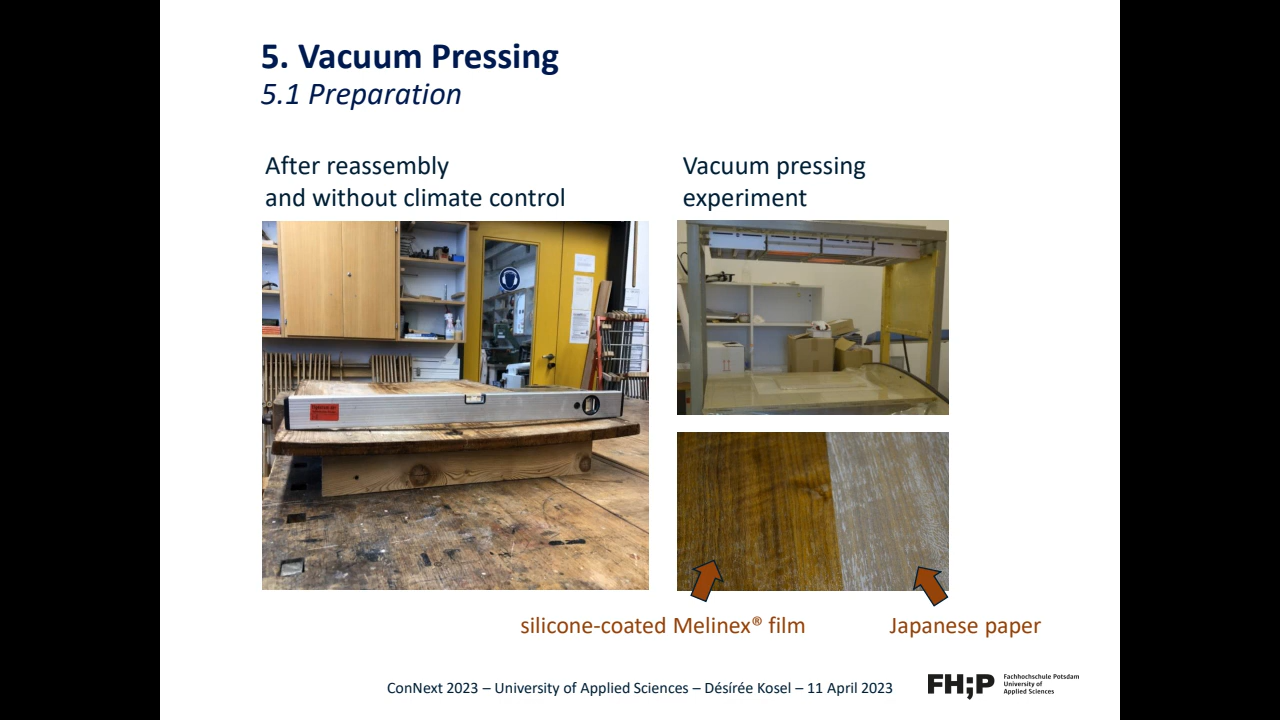 5. Vacuum Pressing
5.1 Preparation
After reassembly
and without climate control
Vacuum pressing
experiment
silicone-coated Melinex® film
Japanese paper
ConNext 2023 – University of Applied Sciences – Désírée Kosel – 11 April 2023
FH;P
Fachhochschule Potsdam
University of
Applied Sciences